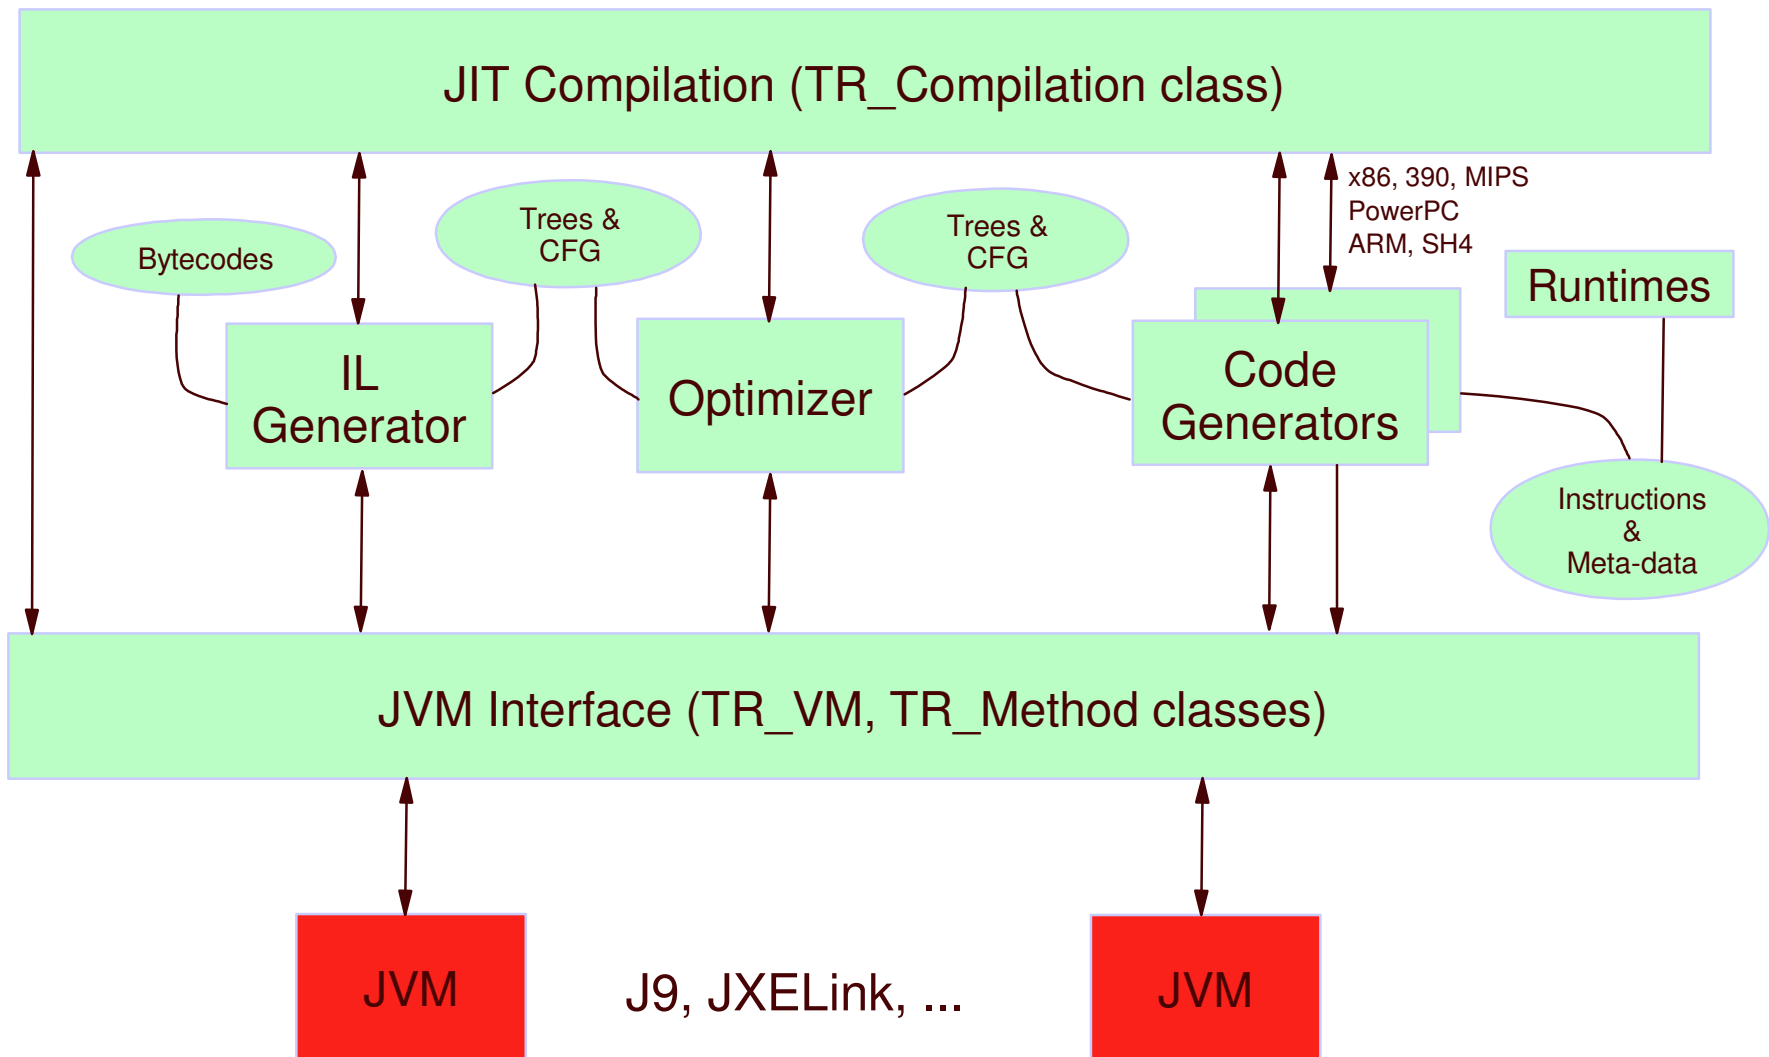 JIT Compilation (TR_Compilation class)
x86, 390, MIPS
PowerPC
ARM, SH4
Bytecodes
Trees &
CFG
Trees &
CFG
Runtimes
IL
Generator
Optimizer
Code
Generators
Instructions
&
Meta-data
JVM Interface (TR_VM, TR_Method classes)
JVM
J9, JXELink, ...
JVM